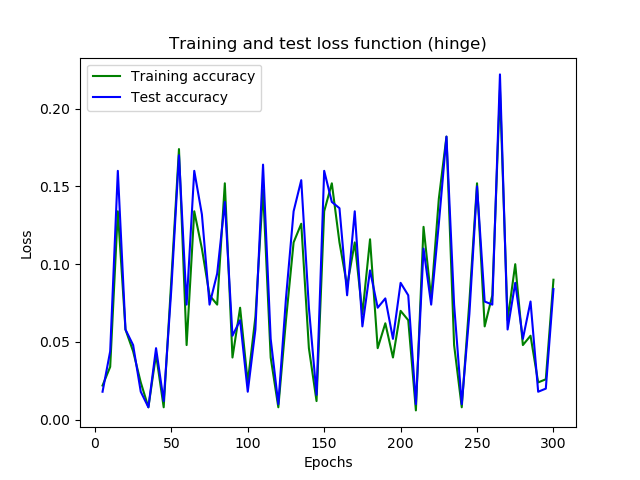 Training and test loss function (hinge)
Training accuracy
Test accuracy
0.20
0.15
0.10
0.05
0.00
Loss
0
50
100
150
200
250
300
Epochs